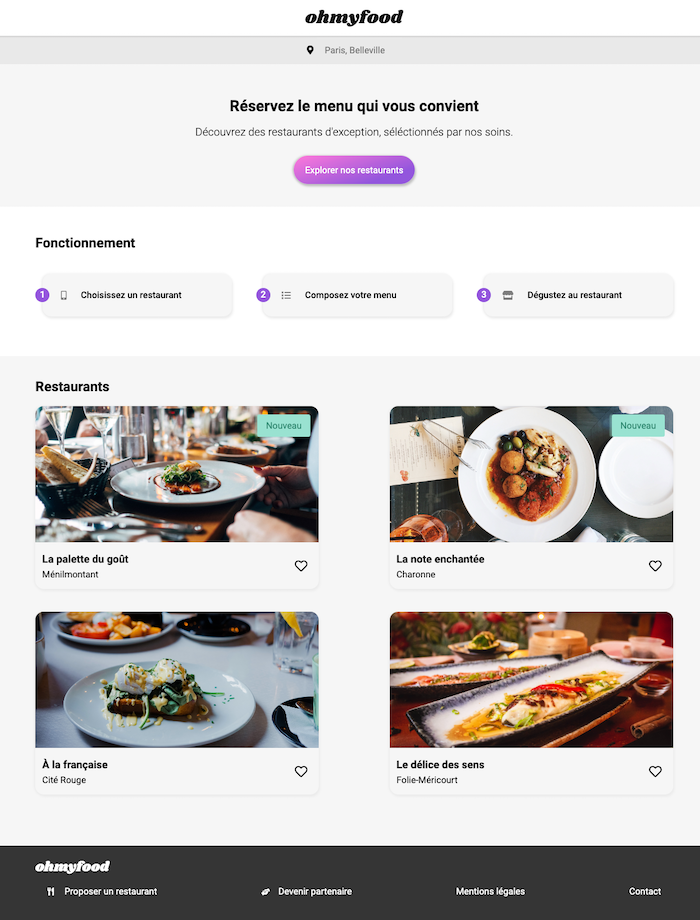 ohmyfood
Paris, Belleville
Réservez le menu qui vous convient
Découvrez des restaurants d'exception, séléctionnés par nos soins.
Explorer nos restaurants
Fonctionnement
1 Choisissez un restaurant
2 Composez votre menu
3 Dégustez au restaurant
Restaurants
Nouveau
La palette du goût
Ménilmontant
Nouveau
La note enchantée
Charonne
À la française
Cité Rouge
Le délice des sens
Folie-Méricourt
ohmyfood
Proposer un restaurant
Devenir partenaire
Mentions légales
Contact